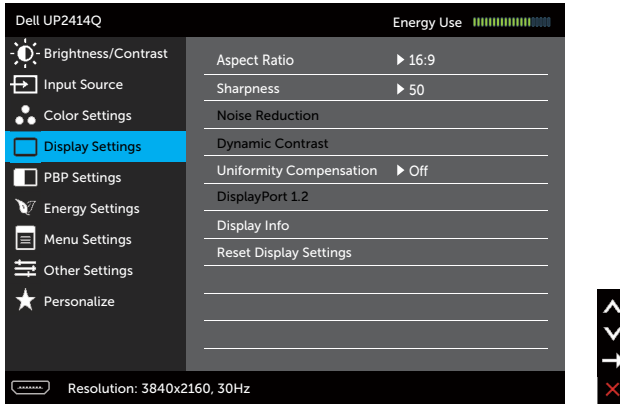 Dell UP2414Q
Energy Use
Brightness/Contrast
Input Source
Color Settings
Display Settings
PBP Settings
Energy Settings
Menu Settings
Other Settings
Personalize
Aspect Ratio 16:9
Sharpness 50
Noise Reduction
Dynamic Contrast
Uniformity Compensation Off
DisplayPort 1.2
Display Info
Reset Display Settings
Resolution: 3840x2160, 30Hz